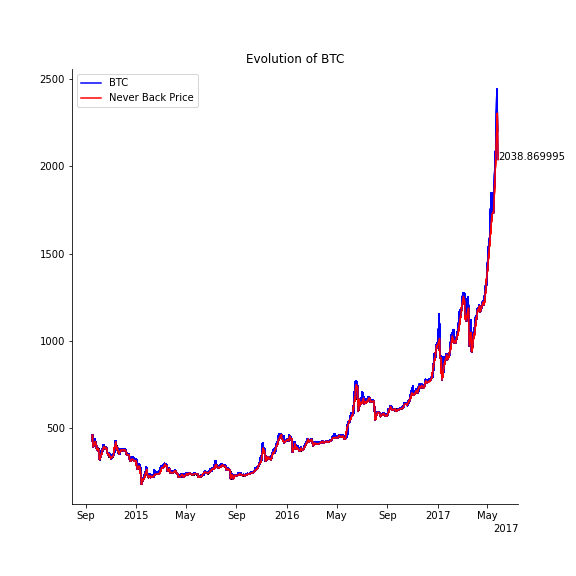 Evolution of BTC
BTC
Never Back Price
2500
2000
1500
1000
500
2038.869995
Sep
2015
May
Sep
2016
May
Sep
2017
May
2017